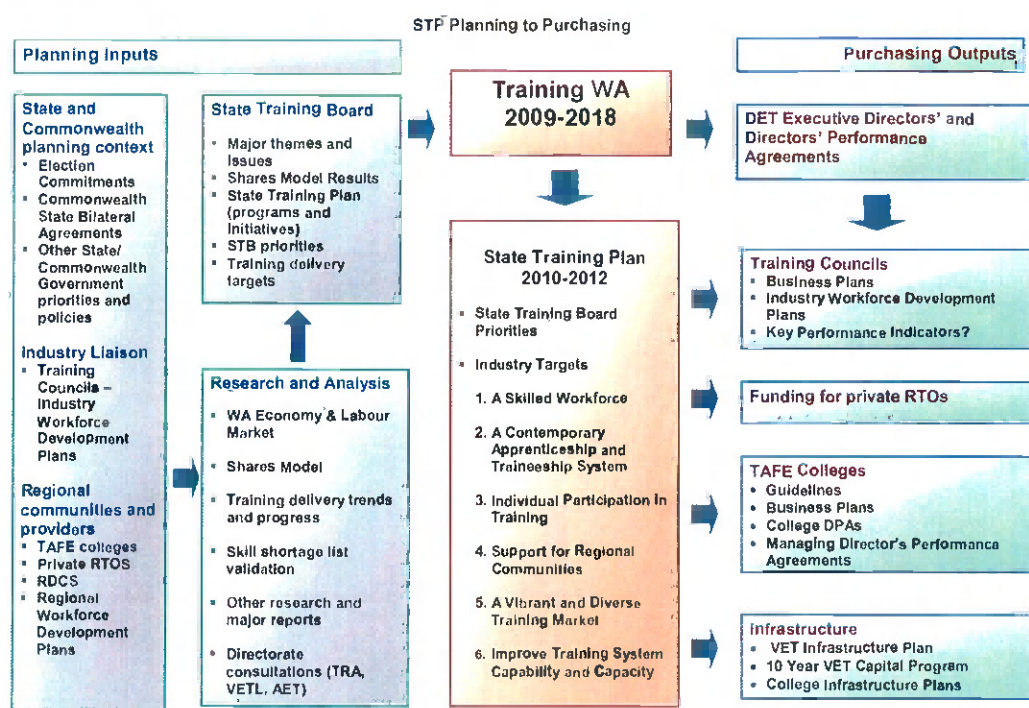 STP Planning to Purchasing
Planning Inputs
Purchasing Outputs
State and
Commonwealth
planning context
• Election
Commitments
• Commonwealth
State Bilateral
Agreements
• Other State/
Commonwealth
Government
priorities and
policies
Industry Liaison
• Training
Councils –
Industry
Workforce
Development
Plans
Regional
communities and
providers
• TAFE colleges
• Private RTOS
• RDCS
• Regional
Workforce
Development
Plans
State Training Board
• Major themes and
Issues
• Shares Model Results
• State Training Plan
(programs and
Initiatives)
• STB priorities
• Training delivery
targets
Research and Analysis
• WA Economy & Labour
Market
• Shares Model
• Training delivery trends
and progress
• Skill shortage list
validation
• Other research and
major reports
• Directorate
consultations (TRA,
VETL, AET)
Training WA
2009-2018
State Training Plan
2010-2012
• State Training Board
Priorities
• Industry Targets
1. A Skilled Workforce
2. A Contemporary
Apprenticeship and
Traineeship System
3. Individual Participation in
Training
4. Support for Regional
Communities
5. A Vibrant and Diverse
Training Market
6. Improve Training System
Capability and Capacity
DET Executive Directors' and
Directors' Performance
Agreements
Training Councils
• Business Plans
• Industry Workforce Development
Plans
• Key Performance Indicators?
Funding for private RTOs
TAFE Colleges
• Guidelines
• Business Plans
• College DPAs
• Managing Director's Performance
Agreements
Infrastructure
• VET Infrastructure Plan
• 10 Year VET Capital Program
• College Infrastructure Plans